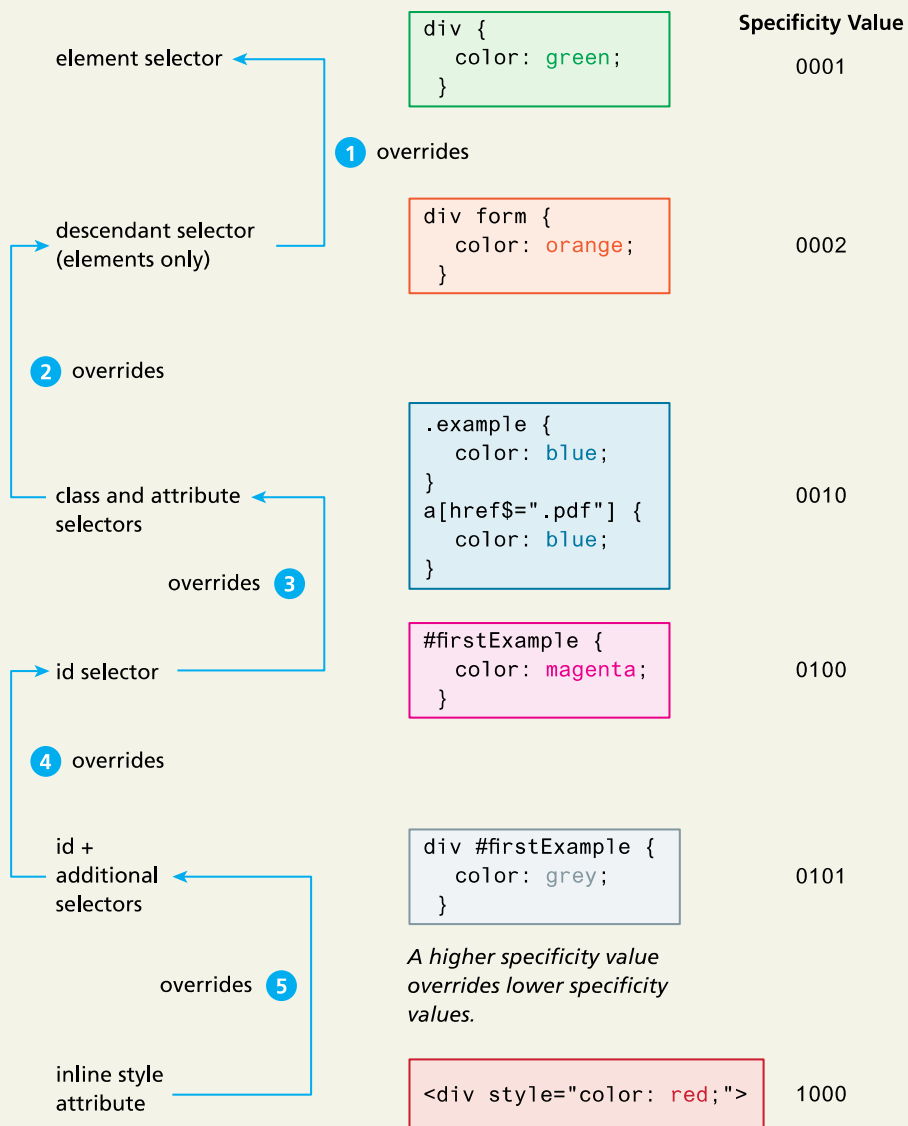 Specificity Value
element selector
div {
color: green;
}
0001
1 overrides
descendant selector
(elements only)
div form {
color: orange;
}
0002
2 overrides
class and attribute
selectors
.example {
color: blue;
}
a[href$=".pdf"] {
color: blue;
}
0010
overrides 3
id selector
#firstExample {
color: magenta;
}
0100
4 overrides
id +
additional
selectors
div #firstExample {
color: grey;
}
0101
A higher specificity value
overrides lower specificity
values.
overrides 5
inline style
attribute
<div style="color: red;">
1000